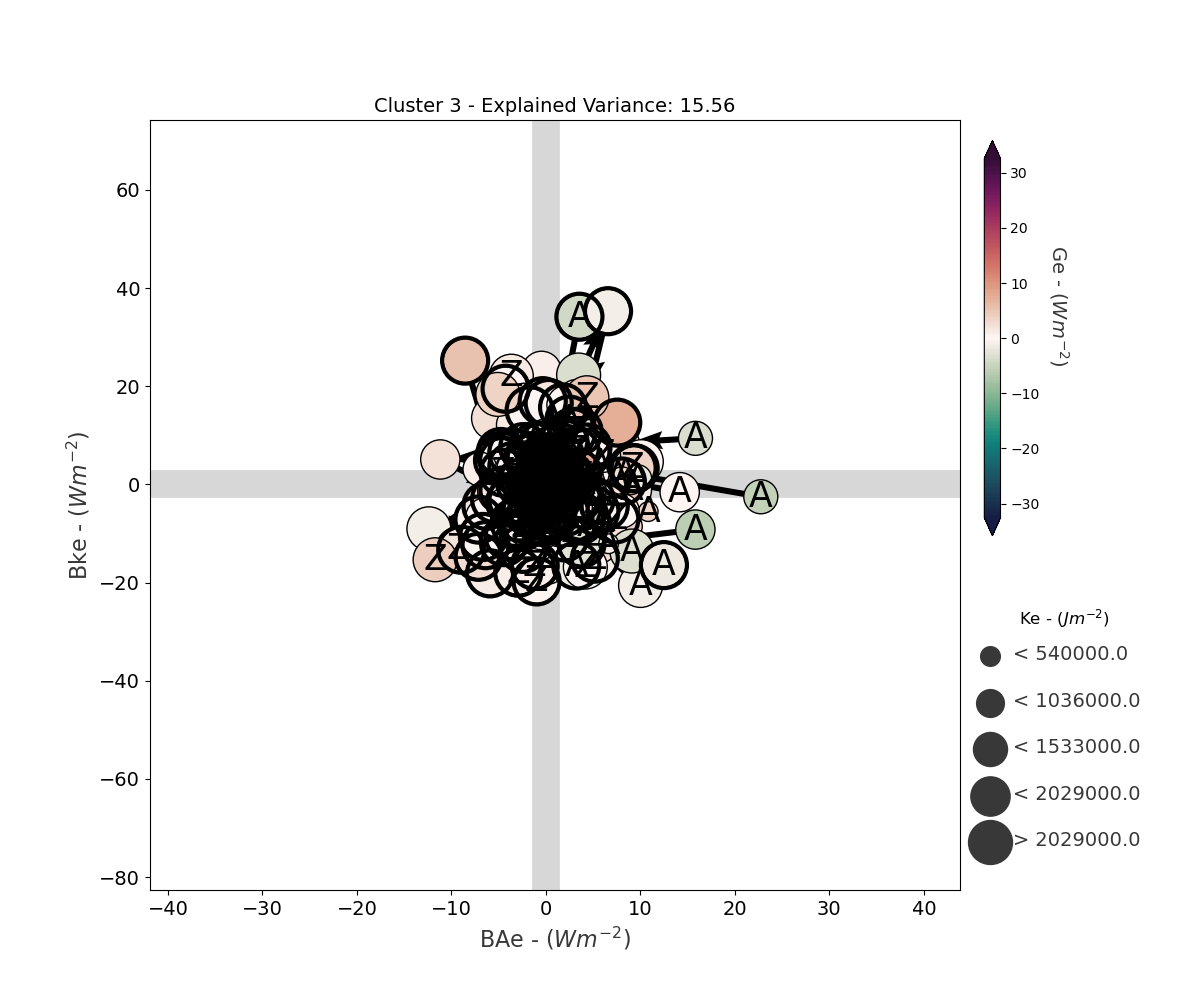 Cluster 3 - Explained Variance: 15.56
60
40
20
0
−20
−40
−60
−80
Bke - (Wm⁻²)
−40
−30
−20
−10
0
10
20
30
40
BAe - (Wm⁻²)
A
Z
Z
A
Z
A
A
A
A
Z
A
A
A
30
20
10
0
−10
−20
−30
Ge - (Wm⁻²)
Ke - (Jm⁻²)
< 540000.0
< 1036000.0
< 1533000.0
< 2029000.0
> 2029000.0